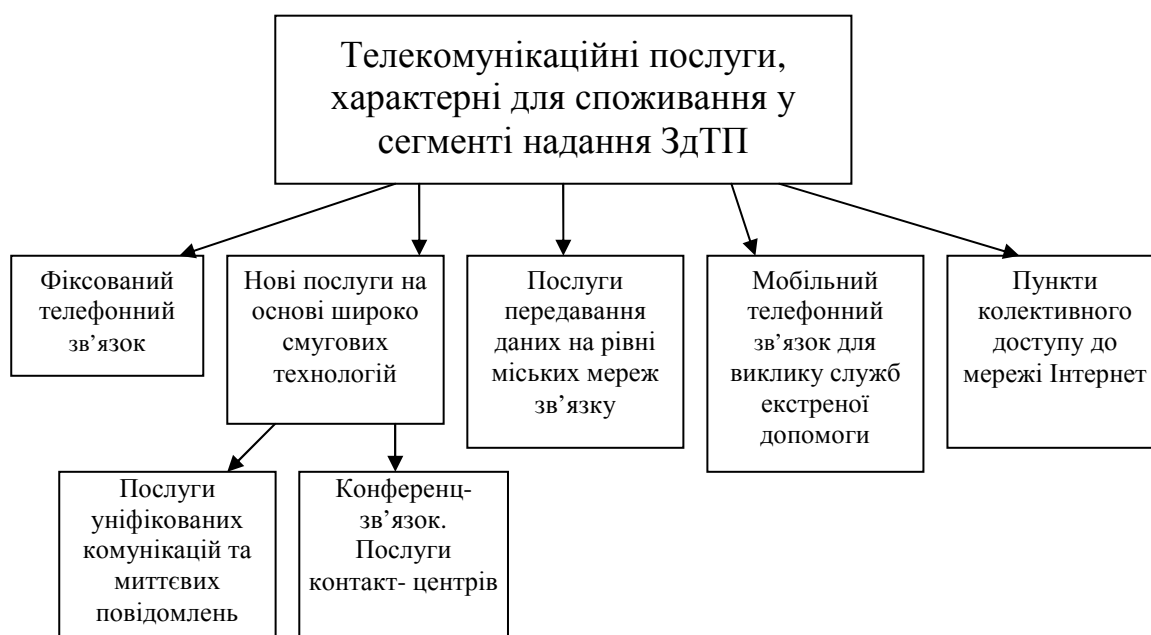 Телекомунікаційні послуги,
характерні для споживання у
сегменті надання ЗдТП
Фіксований
телефонний
зв’язок
Нові послуги на
основі широко
смугових
технологій
Послуги
передавання
даних на рівні
міських мереж
зв’язку
Мобільний
телефонний
зв’язок для
виклику служб
екстреної
допомоги
Пункти
колективного
доступу до
мережі Інтернет
Послуги
уніфікованих
комунікацій та
миттєвих
повідомлень
Конференц-
зв’язок.
Послуги
контакт- центрів